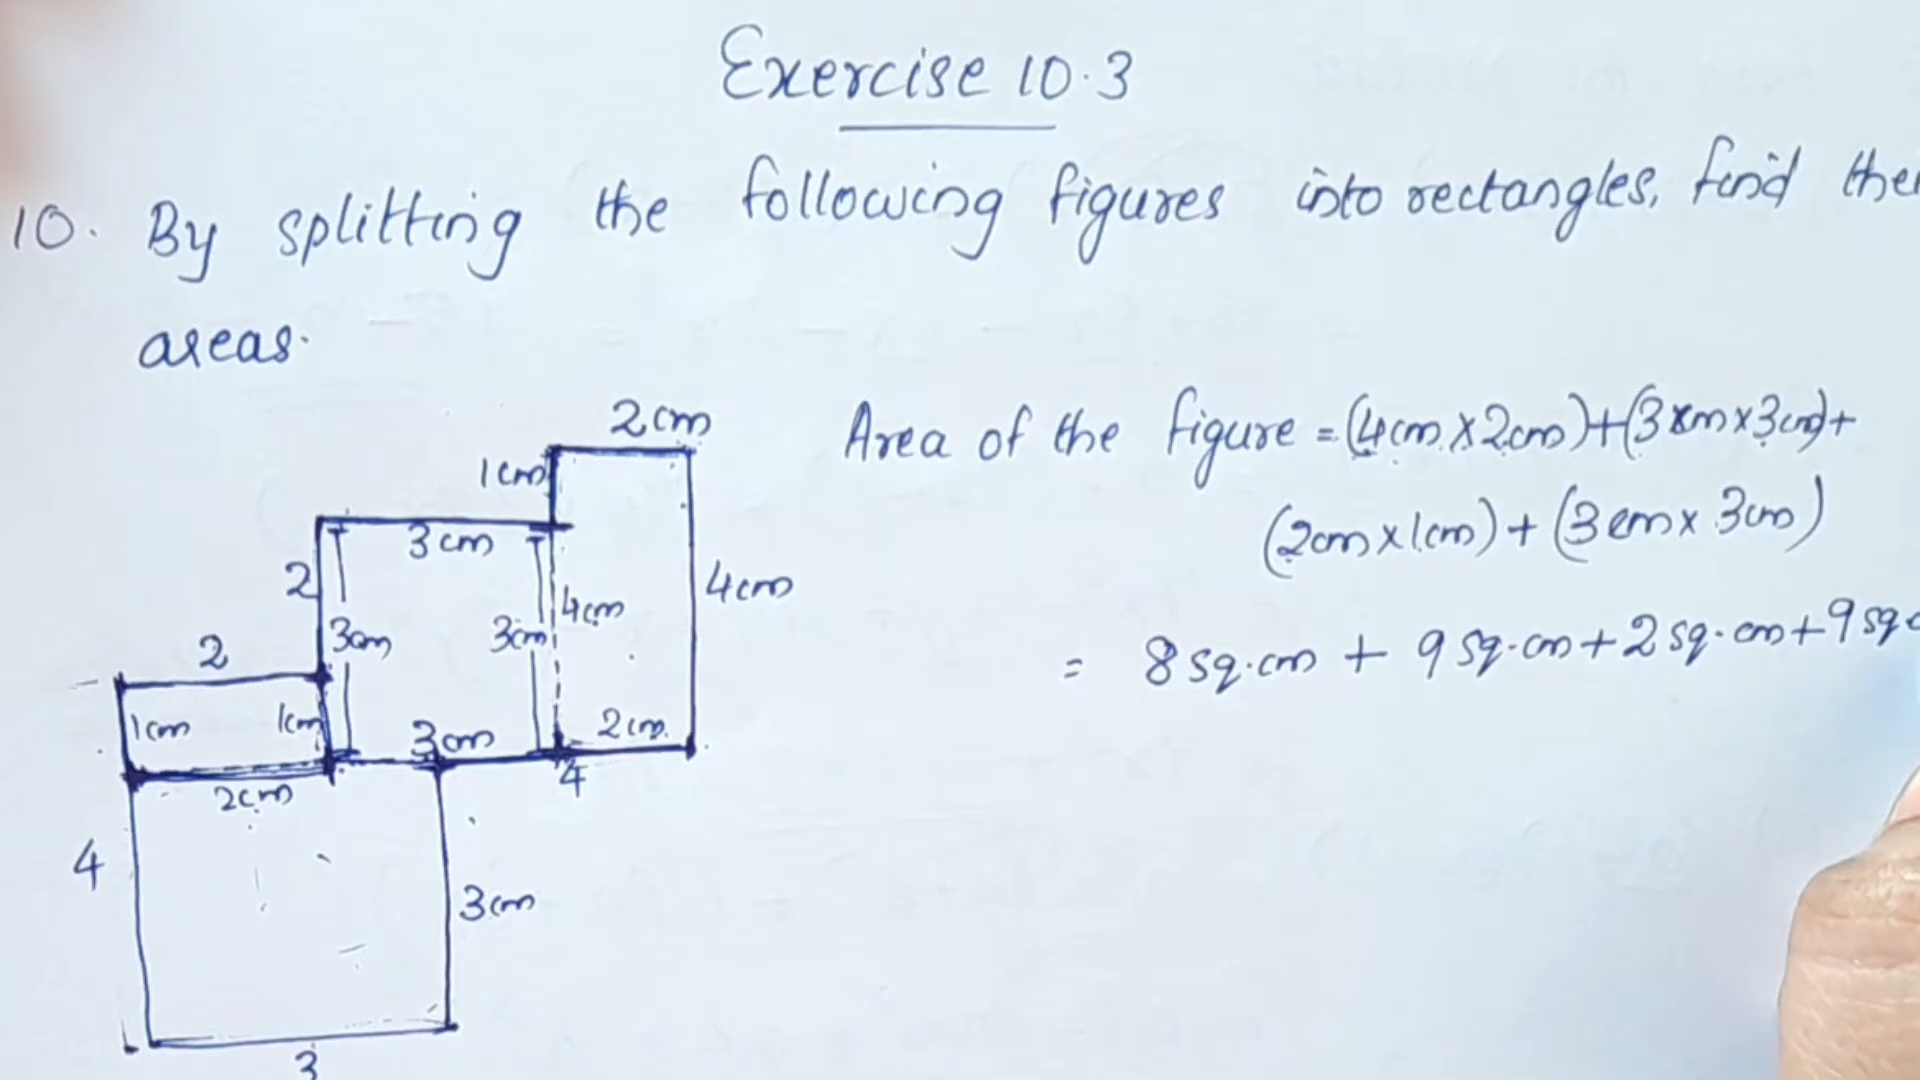 Exercise 10.3
10. By splitting the following figures into rectangles, find their
areas.
2cm
Area of the figure = (4cm x 2cm) + (3cm x 3cm) +
1cm
(2cm x 1cm) + (3cm x 3cm)
3cm
2
4cm
4cm
3cm
3cm
= 8 sq.cm + 9 sq.cm + 2 sq.cm + 9 sq.c
2
1cm
1cm
3cm
2cm
4
2cm
4
3cm
3